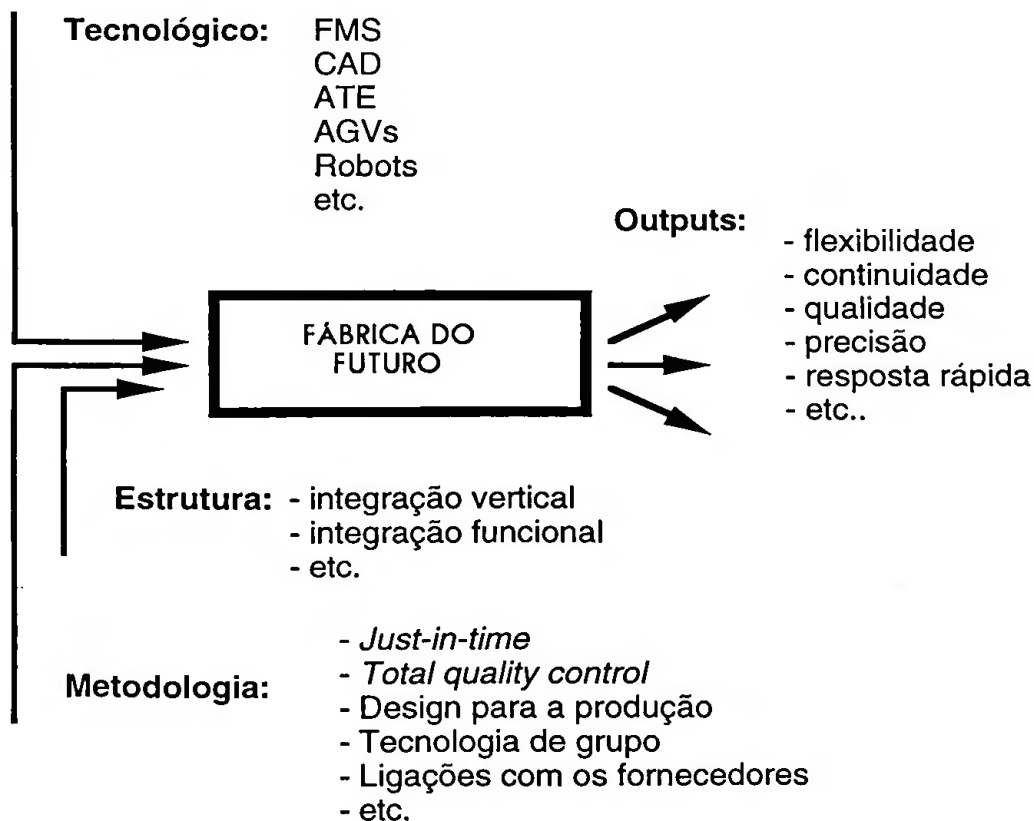 Tecnológico: FMS
CAD
ATE
AGVs
Robots
etc.
Outputs:
- flexibilidade
- continuidade
- qualidade
- precisão
- resposta rápida
- etc..
FÁBRICA DO
FUTURO
Estrutura: - integração vertical
- integração funcional
- etc.
Metodologia:
- Just-in-time
- Total quality control
- Design para a produção
- Tecnologia de grupo
- Ligações com os fornecedores
- etc.